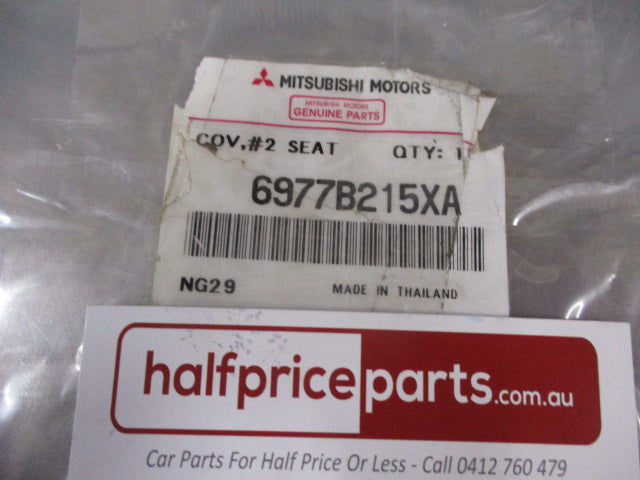 MITSUBISHI MOTORS
MITSUBISHI MOTORS
GENUINE PARTS
COV,#2 SEAT QTY: 1
6977B215XA
NG29 MADE IN THAILAND
halfpriceparts.com.au
Car Parts For Half Price Or Less - Call 0412 760 479